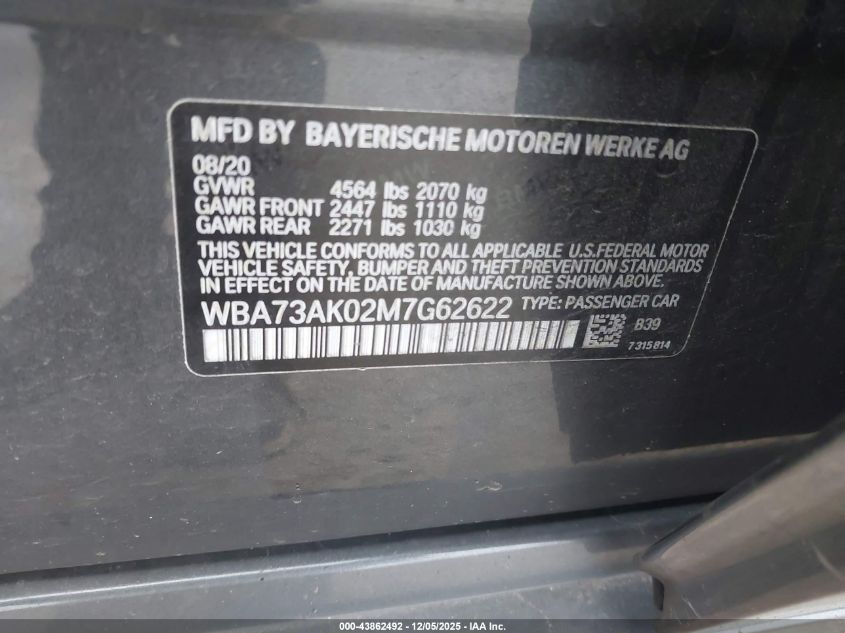 MFD BY BAYERISCHE MOTOREN WERKE AG
08/20
GVWR 4564 lbs 2070 kg
GAWR FRONT 2447 lbs 1110 kg
GAWR REAR 2271 lbs 1030 kg
THIS VEHICLE CONFORMS TO ALL APPLICABLE U.S.FEDERAL MOTOR
VEHICLE SAFETY, BUMPER AND THEFT PREVENTION STANDARDS
IN EFFECT ON THE DATE OF MANUFACTURE SHOWN ABOVE.
WBA73AK02M7G62622 TYPE: PASSENGER CAR
B39
7315814
000-43862492 - 12/05/2025 - IAA Inc.